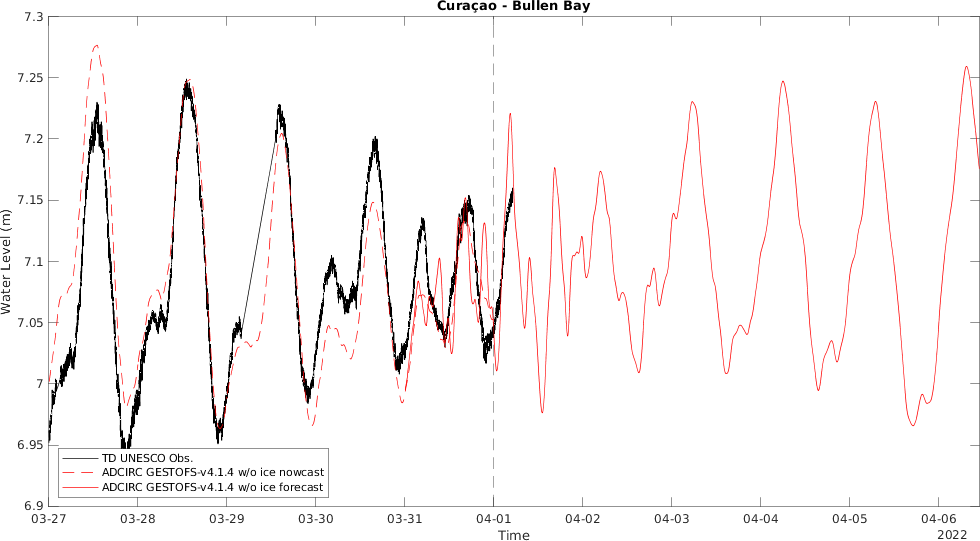 Curaçao - Bullen Bay
7.3
7.25
7.2
7.15
7.1
7.05
7
6.95
6.9
Water Level (m)
TD UNESCO Obs.
ADCIRC GESTOFS-v4.1.4 w/o ice nowcast
ADCIRC GESTOFS-v4.1.4 w/o ice forecast
03-27 03-28 03-29 03-30 03-31 04-01 04-02 04-03 04-04 04-05 04-06
Time
2022